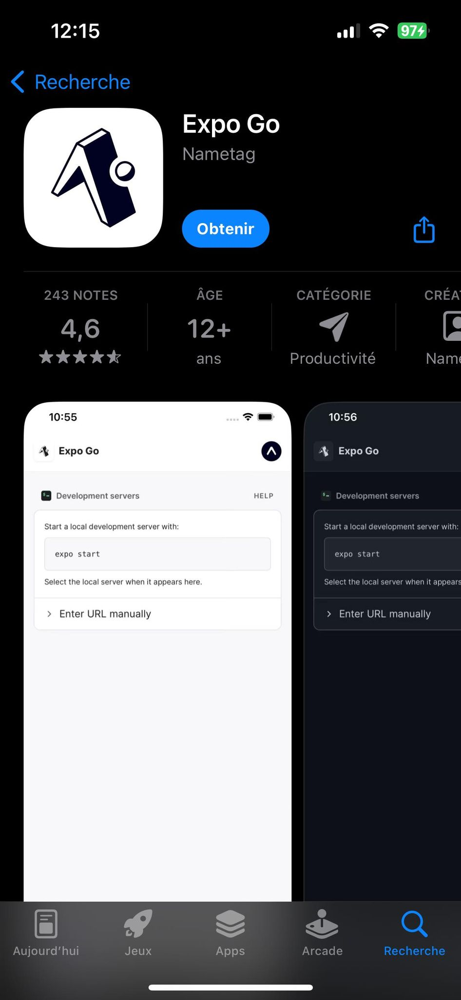 12:15
97
Recherche
Expo Go
Nametag
Obtenir
243 NOTES
ÂGE
CATÉGORIE
CRÉA
4,6
12+
ans
Productivité
Name
10:55
10:56
Expo Go
Expo Go
Development servers
HELP
Development servers
Start a local development server with:
Start a local development server with:
expo start
expo start
Select the local server when it appears here.
Select the local server when it appears
Enter URL manually
Enter URL manually
Aujourd'hui
Jeux
Apps
Arcade
Recherche